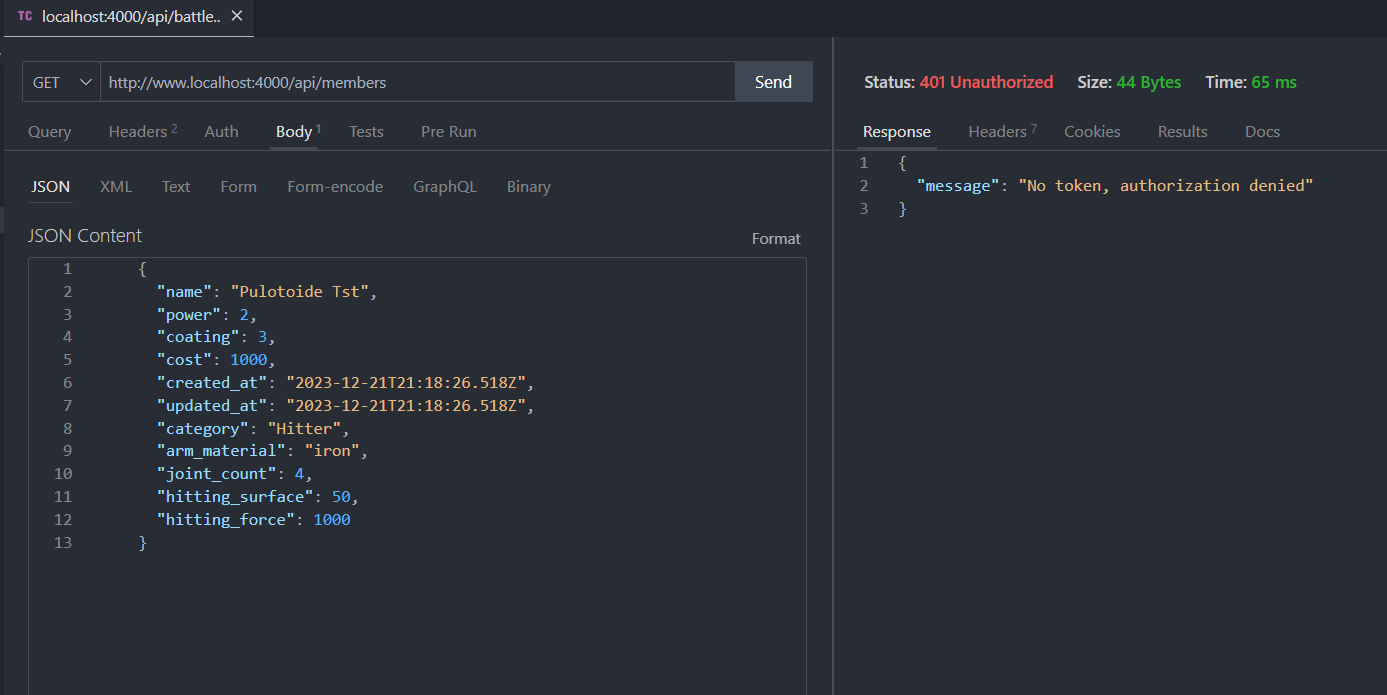 TC localhost:4000/api/battle.. ×
GET http://www.localhost:4000/api/members Send
Query Headers 2 Auth Body 1 Tests Pre Run
JSON XML Text Form Form-encode GraphQL Binary
JSON Content Format
1 {
2 "name": "Pulotoide Tst",
3 "power": 2,
4 "coating": 3,
5 "cost": 1000,
6 "created_at": "2023-12-21T21:18:26.518Z",
7 "updated_at": "2023-12-21T21:18:26.518Z",
8 "category": "Hitter",
9 "arm_material": "iron",
10 "joint_count": 4,
11 "hitting_surface": 50,
12 "hitting_force": 1000
13 }
Status: 401 Unauthorized Size: 44 Bytes Time: 65 ms
Response Headers 7 Cookies Results Docs
1 {
2 "message": "No token, authorization denied"
3 }